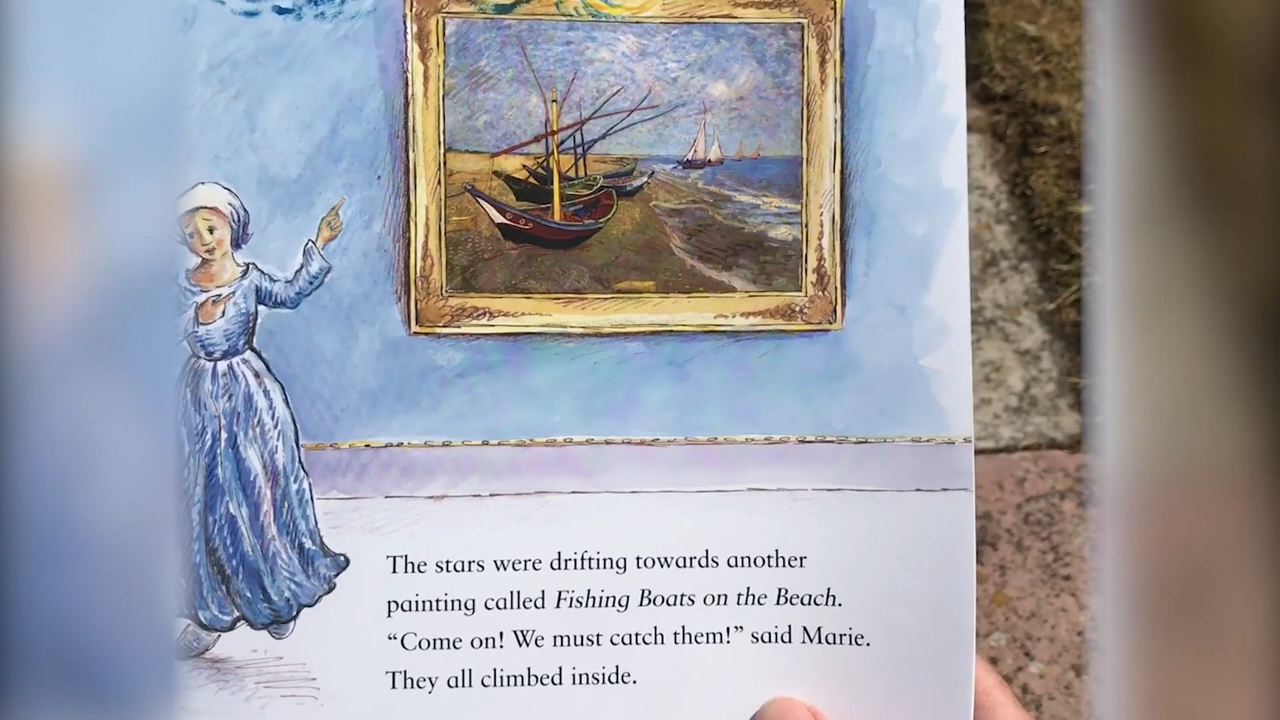 The stars were drifting towards another
painting called Fishing Boats on the Beach.
“Come on! We must catch them!” said Marie.
They all climbed inside.